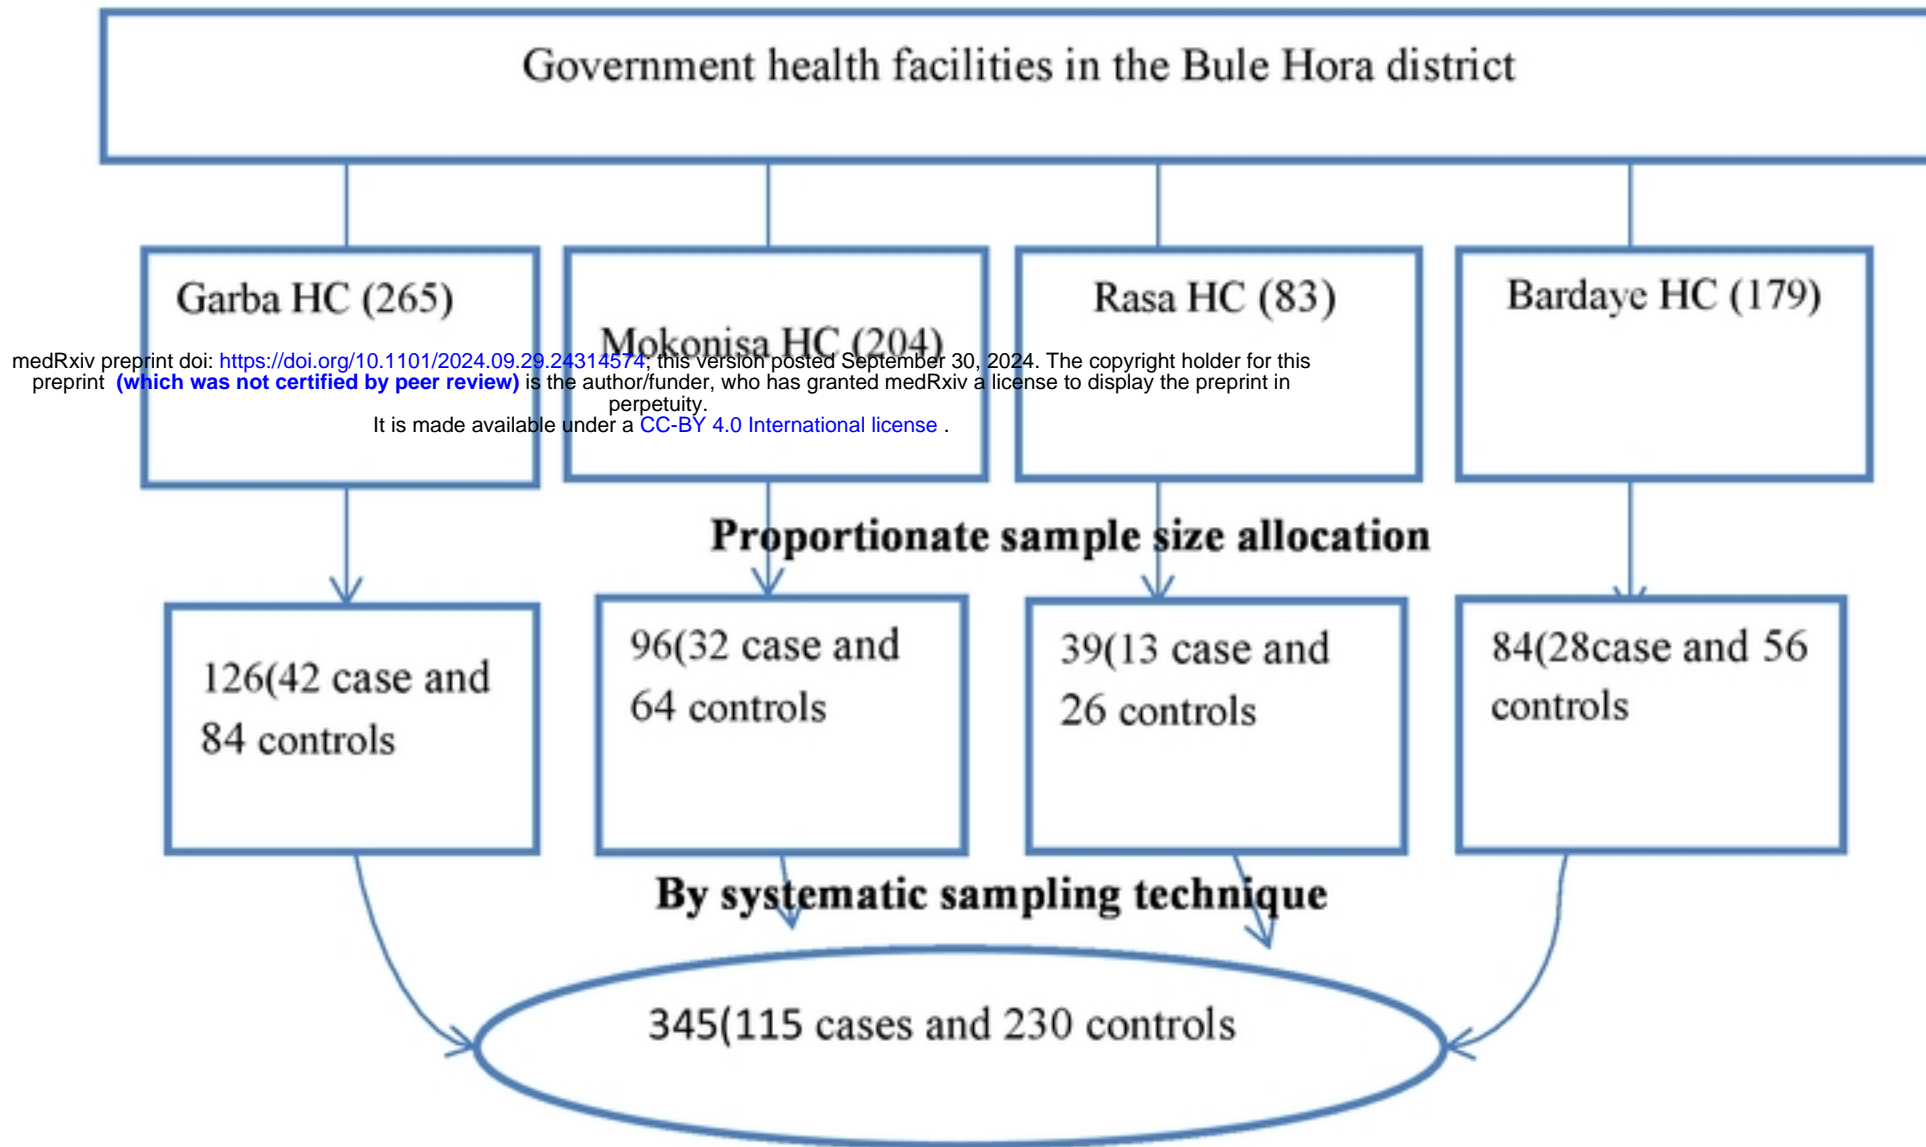 Government health facilities in the Bule Hora district
Garba HC (265)
Mokonisa HC (204)
Rasa HC (83)
Bardaye HC (179)
medRxiv preprint doi: https://doi.org/10.1101/2024.09.29.24314574; this version posted September 30, 2024. The copyright holder for this
preprint (which was not certified by peer review) is the author/funder, who has granted medRxiv a license to display the preprint in
perpetuity.
It is made available under a CC-BY 4.0 International license .
Proportionate sample size allocation
126(42 case and
84 controls
96(32 case and
64 controls
39(13 case and
26 controls
84(28case and 56
controls
By systematic sampling technique
345(115 cases and 230 controls